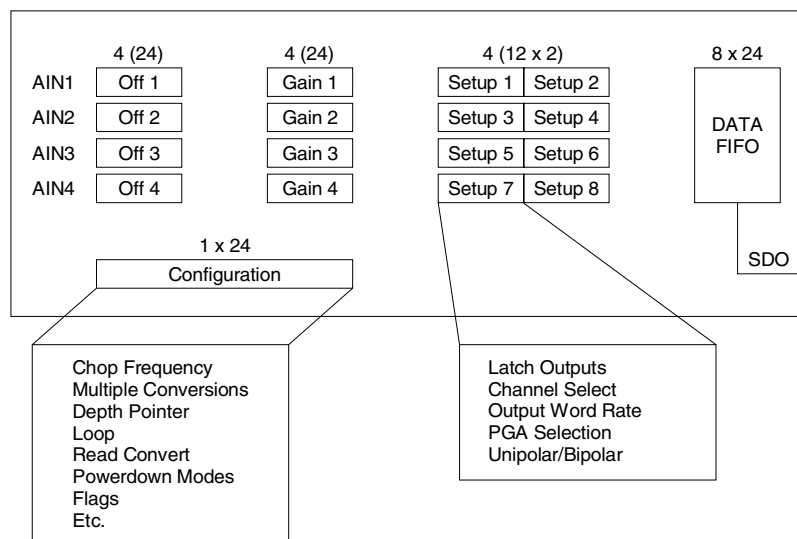 4 (24) 4 (24) 4 (12 x 2) 8 x 24
AIN1 Off 1 Gain 1 Setup 1 Setup 2
AIN2 Off 2 Gain 2 Setup 3 Setup 4
AIN3 Off 3 Gain 3 Setup 5 Setup 6
AIN4 Off 4 Gain 4 Setup 7 Setup 8
DATA
FIFO
SDO
1 x 24
Configuration
Chop Frequency
Multiple Conversions
Depth Pointer
Loop
Read Convert
Powerdown Modes
Flags
Etc.
Latch Outputs
Channel Select
Output Word Rate
PGA Selection
Unipolar/Bipolar